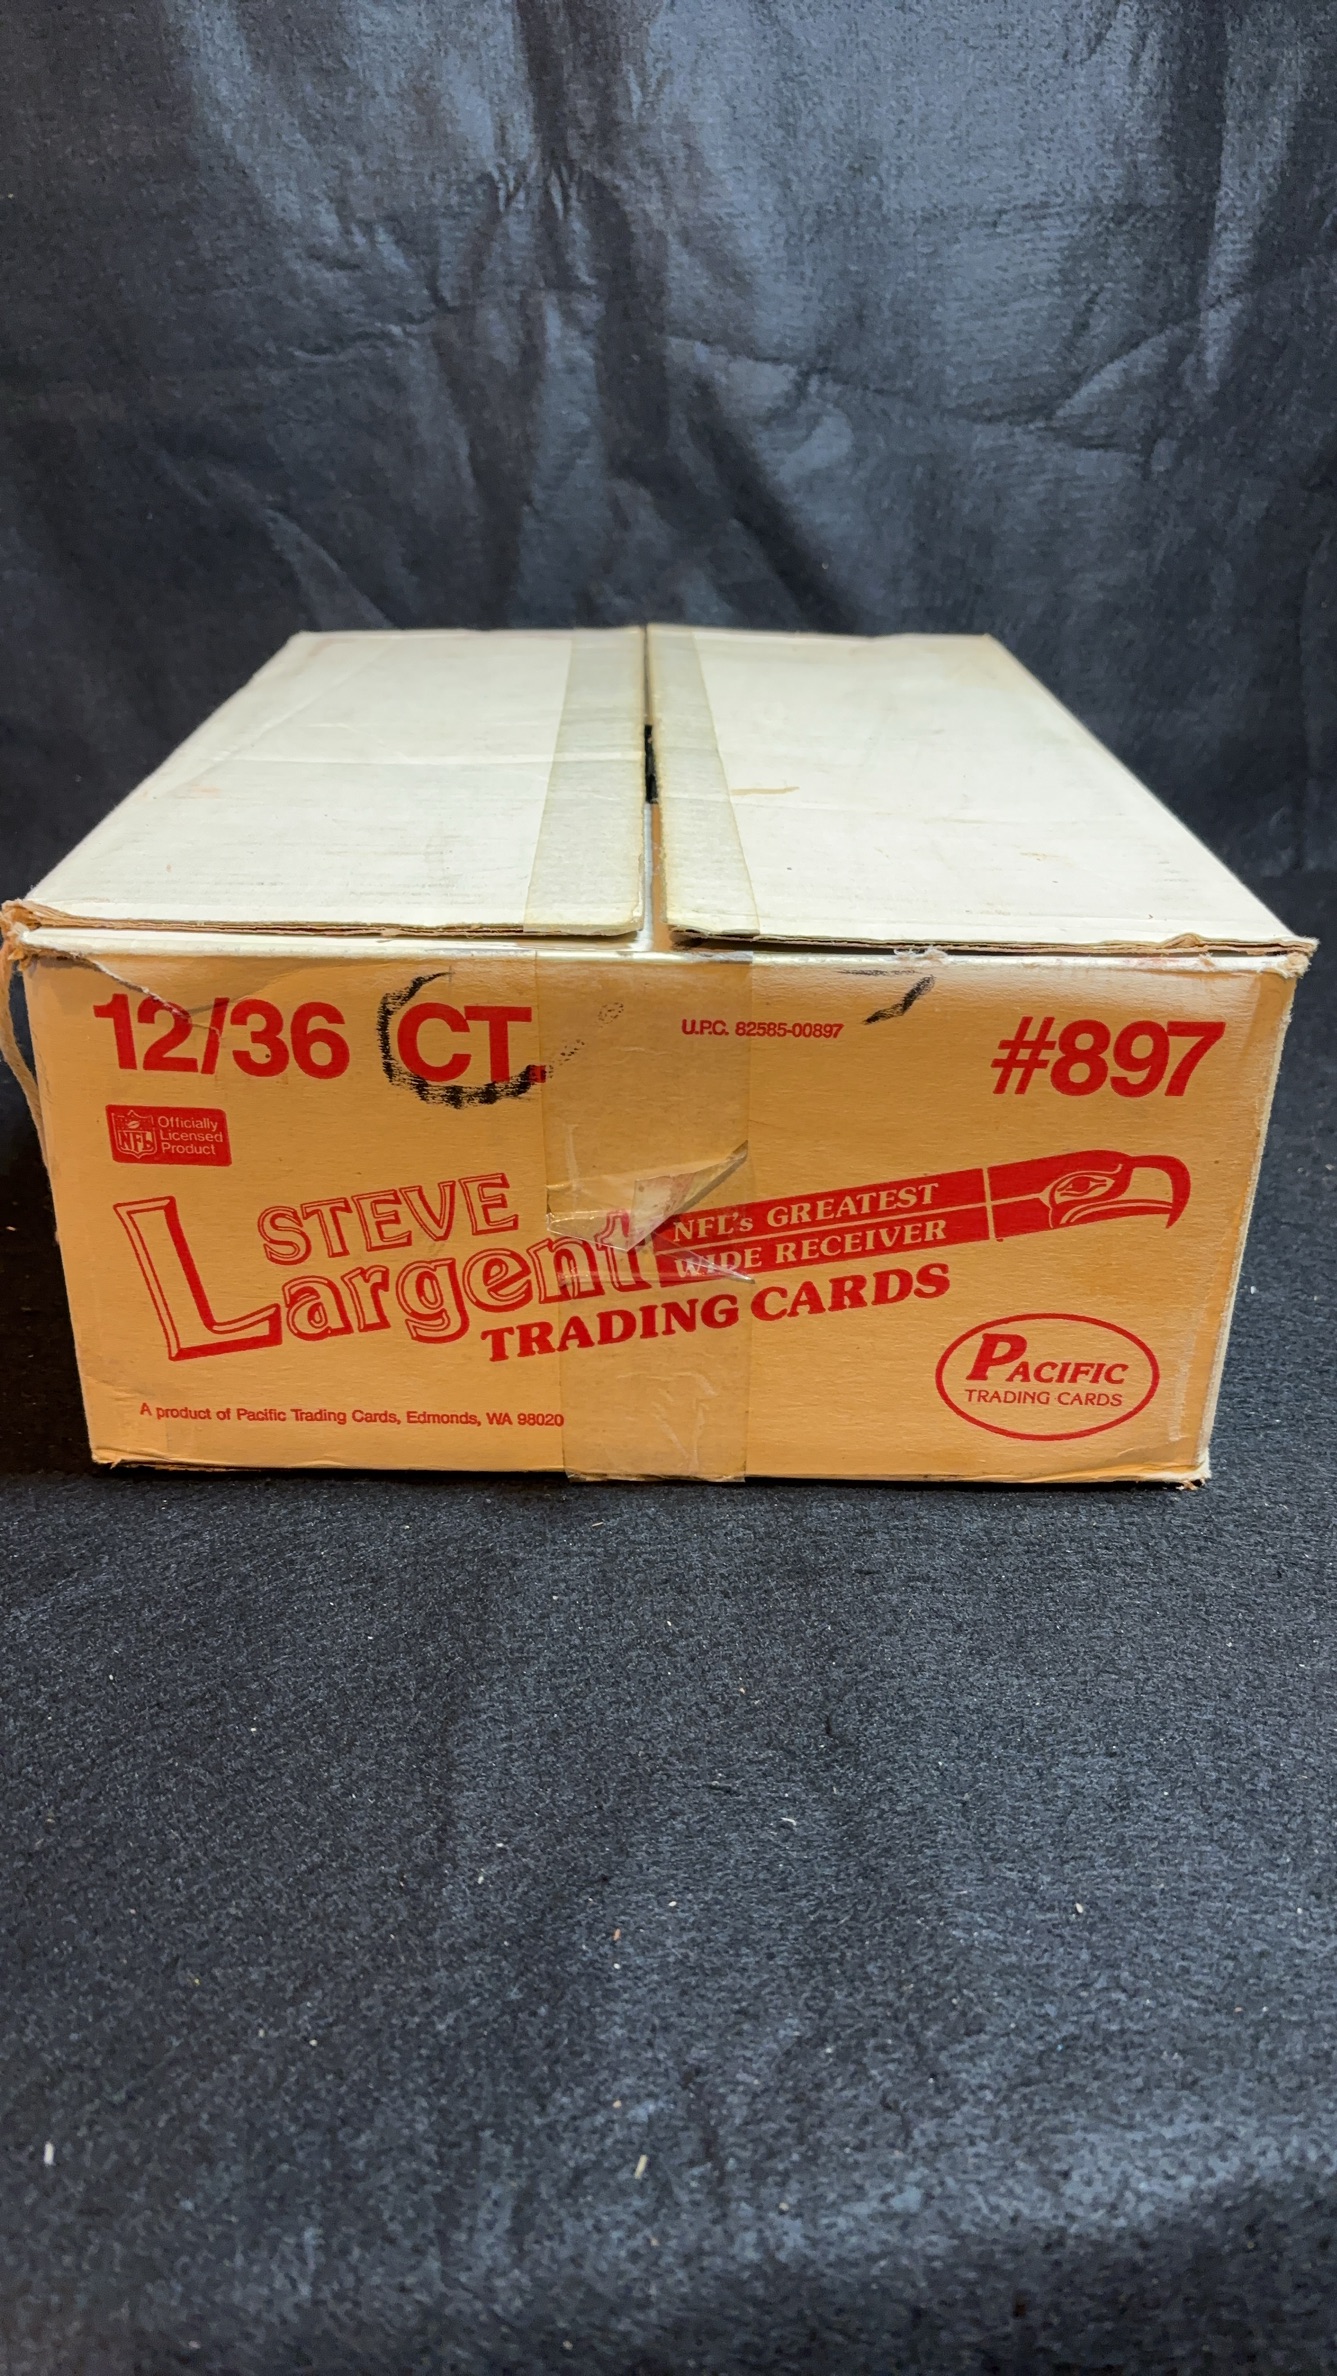 12/36 CT.
U.P.C. 82585-00897
#897
NFL
Officially
Licensed
Product
STEVE
Largent
NFL's GREATEST
WIDE RECEIVER
TRADING CARDS
PACIFIC
TRADING CARDS
A product of Pacific Trading Cards, Edmonds, WA 98020